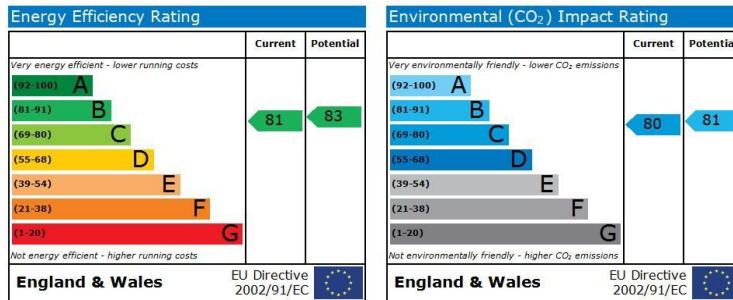 Energy Efficiency Rating
Current Potential
Very energy efficient - lower running costs
(92-100) A
(81-91) B
(69-80) C
(55-68) D
(39-54) E
(21-38) F
(1-20) G
81 83
Not energy efficient - higher running costs
England & Wales
EU Directive
2002/91/EC
Environmental (CO₂) Impact Rating
Current Potential
Very environmentally friendly - lower CO₂ emissions
(92-100) A
(81-91) B
(69-80) C
(55-68) D
(39-54) E
(21-38) F
(1-20) G
80 81
Not environmentally friendly - higher CO₂ emissions
England & Wales
EU Directive
2002/91/EC